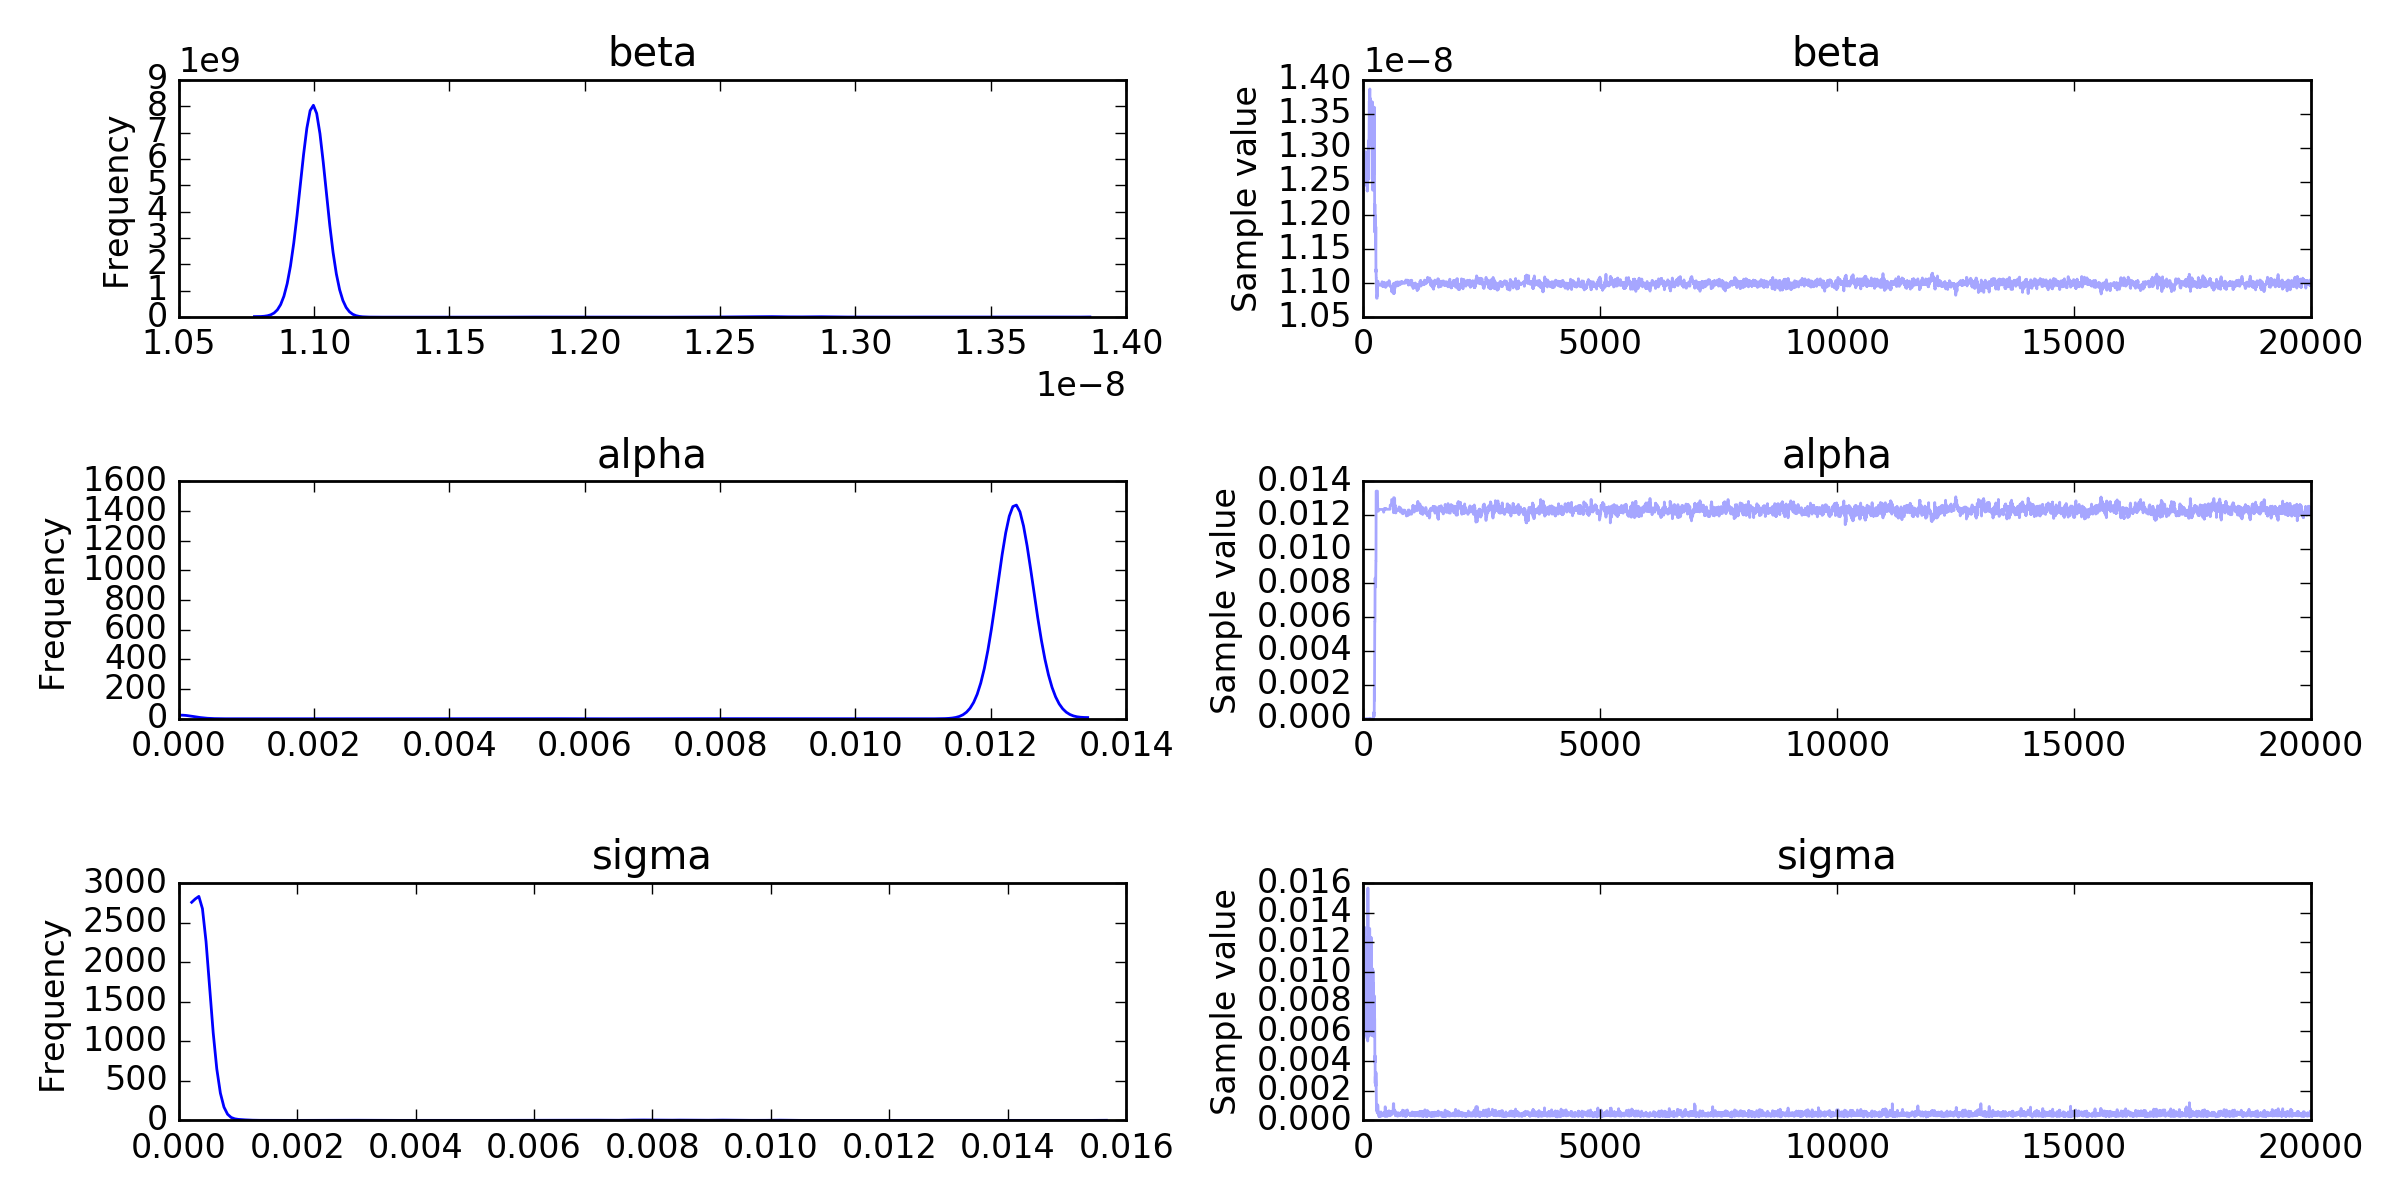 beta
1e9
Frequency
9
8
7
6
5
4
3
2
1
0
1.05 1.10 1.15 1.20 1.25 1.30 1.35 1.40
1e−8
beta
1e−8
Sample value
1.40
1.35
1.30
1.25
1.20
1.15
1.10
1.05
0 5000 10000 15000 20000
alpha
Frequency
1600
1400
1200
1000
800
600
400
200
0
0.000 0.002 0.004 0.006 0.008 0.010 0.012 0.014
alpha
Sample value
0.014
0.012
0.010
0.008
0.006
0.004
0.002
0.000
0 5000 10000 15000 20000
sigma
Frequency
3000
2500
2000
1500
1000
500
0
0.000 0.002 0.004 0.006 0.008 0.010 0.012 0.014 0.016
sigma
Sample value
0.016
0.014
0.012
0.010
0.008
0.006
0.004
0.002
0.000
0 5000 10000 15000 20000